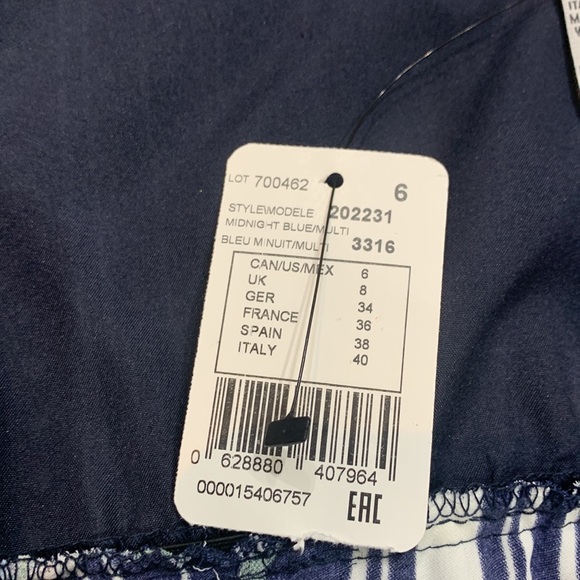 LOT 700462 6
STYLE\MODELE 202231
MIDNIGHT BLUE/MULTI
BLEU MINUIT/MULTI 3316
CAN/US/MEX 6
UK 8
GER 34
FRANCE 36
SPAIN 38
ITALY 40
0 628880 407964
000015406757 EAC